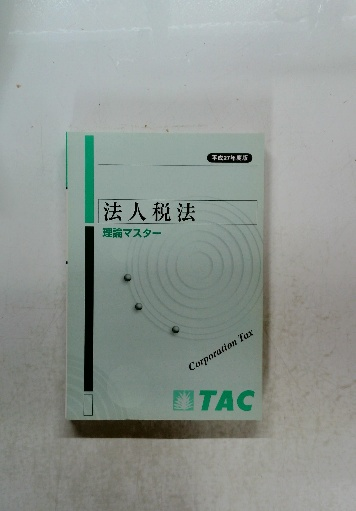 平成27年度版
法人税法
理論マスター
Corporation Tax
TAC